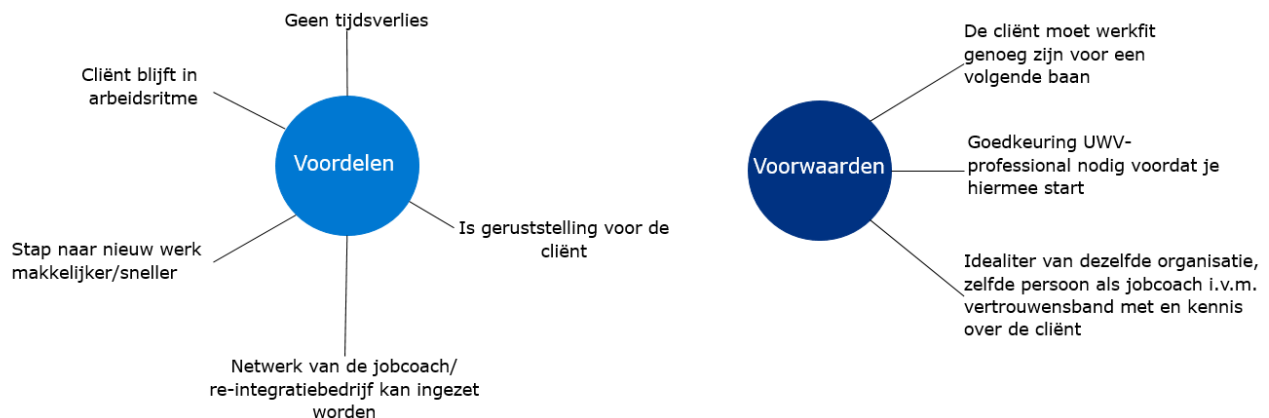 Geen tijdsverlies
Cliënt blijft in
arbeidsritme
Voordelen
Is geruststelling voor de
cliënt
Stap naar nieuw werk
makkelijker/sneller
Netwerk van de jobcoach/
re-integratiebedrijf kan ingezet
worden
De cliënt moet werkfit
genoeg zijn voor een
volgende baan
Voorwaarden
Goedkeuring UWV-
professional nodig voordat je
hiermee start
Idealiter van dezelfde organisatie,
zelfde persoon als jobcoach i.v.m.
vertrouwensband met en kennis
over de cliënt